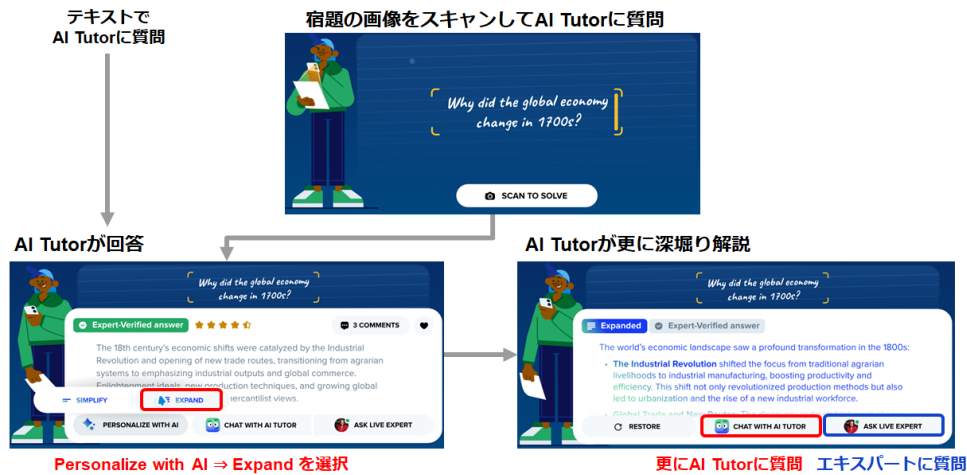 テキストで
AI Tutorに質問
宿題の画像をスキャンしてAI Tutorに質問
Why did the global economy
change in 1700s?
SCAN TO SOLVE
AI Tutorが回答
Why did the global economy
change in 1700s?
Expert-Verified answer
3 COMMENTS
The 18th century's economic shifts were catalyzed by the Industrial
Revolution and opening of new trade routes, transitioning from agrarian
systems to emphasizing industrial outputs and global commerce.
Enlightenment ideals, new production techniques, and growing global
ercantilist views.
SIMPLIFY
EXPAND
PERSONALIZE WITH AI
CHAT WITH AI TUTOR
ASK LIVE EXPERT
Personalize with AI ⇒ Expand を選択
AI Tutorが更に深堀り解説
Why did the global economy
change in 1700s?
Expanded
Expert-Verified answer
The world's economic landscape saw a profound transformation in the 1800s:
• The Industrial Revolution shifted the focus from traditional agrarian
livelihoods to industrial manufacturing, boosting productivity and
efficiency. This shift not only revolutionized production methods but also
led to urbanization and the rise of a new industrial workforce.
RESTORE
CHAT WITH AI TUTOR
ASK LIVE EXPERT
更にAI Tutorに質問
エキスパートに質問